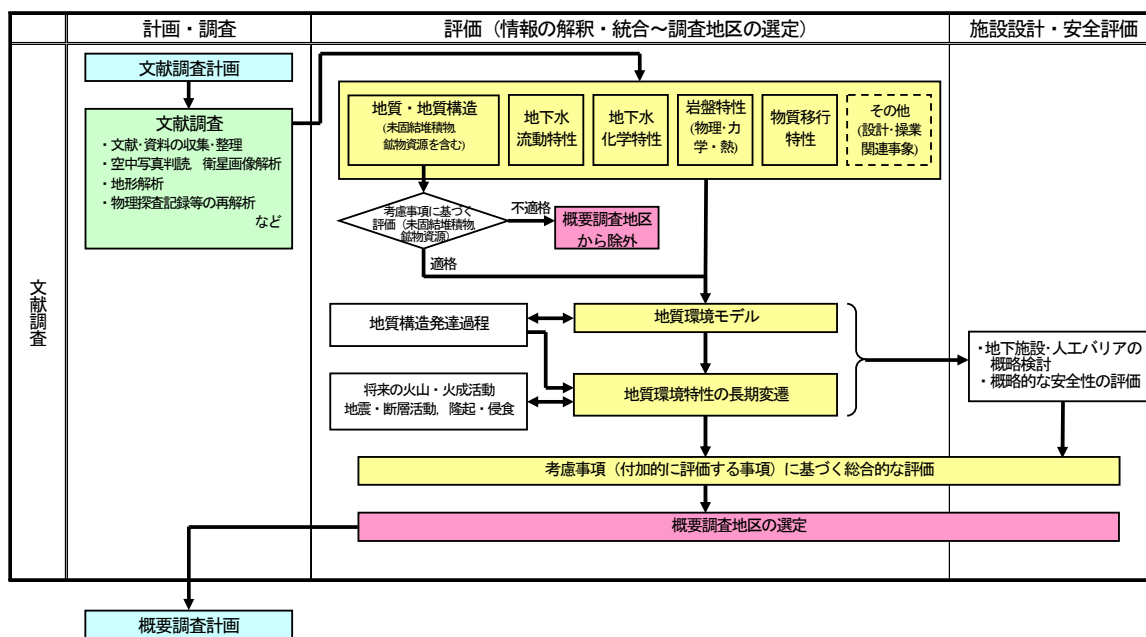 計画・調査
評価（情報の解釈・統合～調査地区の選定）
施設設計・安全評価
文献調査
文献調査計画
文献調査
・文献・資料の収集・整理
・空中写真判読，衛星画像解析
・地形解析
・物理探査記録等の再解析
など
地質・地質構造
(未固結堆積物,
鉱物資源を含む)
地下水
流動特性
地下水
化学特性
岩盤特性
(物理・力
学・熱)
物質移行
特性
その他
(設計・操業
関連事象)
考慮事項に基づく
評価（未固結堆積物,
鉱物資源）
不適格
概要調査地区
から除外
適格
地質構造発達過程
地質環境モデル
将来の火山・火成活動
地震・断層活動，隆起・侵食
地質環境特性の長期変遷
・地下施設・人工バリアの
概略検討
・概略的な安全性の評価
考慮事項（付加的に評価する事項）に基づく総合的な評価
概要調査地区の選定
概要調査計画